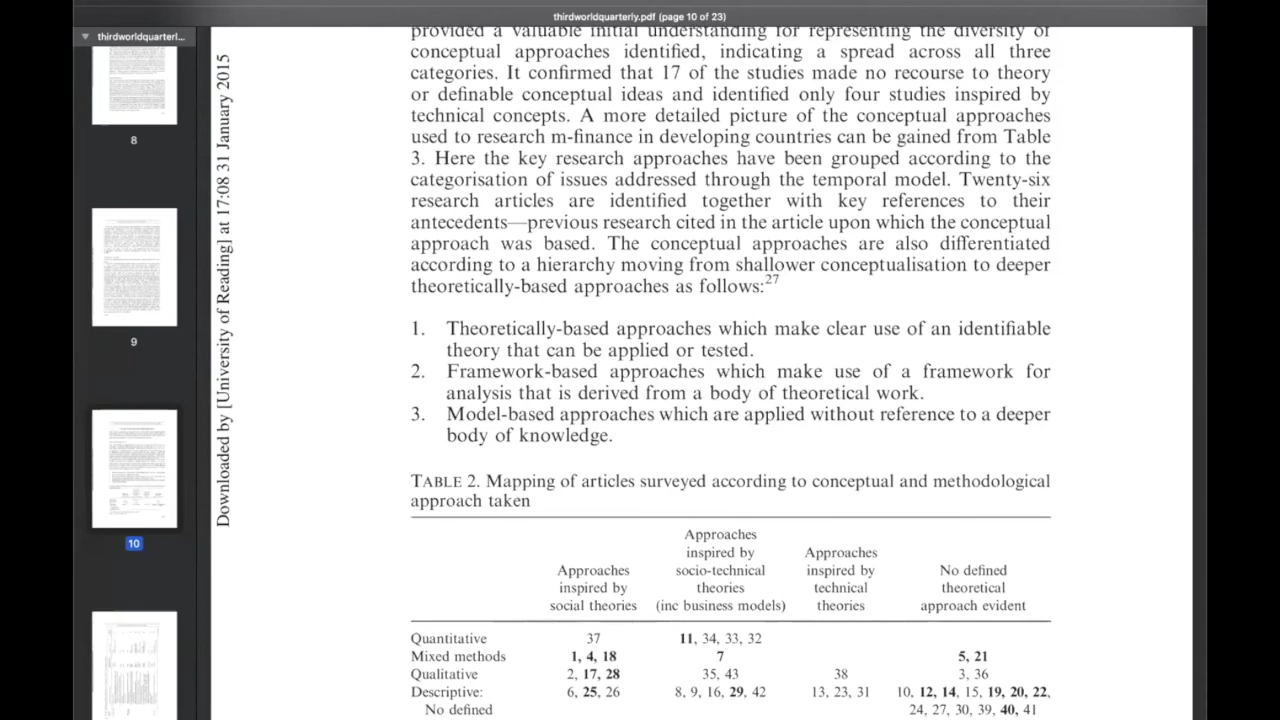 thirdworldquarterly.pdf (page 10 of 23)
thirdworldquarterl...
8
9
10
Downloaded by [University of Reading] at 17:08 31 January 2015
provided a valuable initial understanding for representing the diversity of
conceptual approaches identified, indicating a spread across all three
categories. It confirmed that 17 of the studies made no recourse to theory
or definable conceptual ideas and identified only four studies inspired by
technical concepts. A more detailed picture of the conceptual approaches
used to research m-finance in developing countries can be gained from Table
3. Here the key research approaches have been grouped according to the
categorisation of issues addressed through the temporal model. Twenty-six
research articles are identified together with key references to their
antecedents—previous research cited in the article upon which the conceptual
approach was based. The conceptual approaches are also differentiated
according to a hierarchy moving from shallower conceptualisation to deeper
theoretically-based approaches as follows:27
1. Theoretically-based approaches which make clear use of an identifiable
theory that can be applied or tested.
2. Framework-based approaches which make use of a framework for
analysis that is derived from a body of theoretical work.
3. Model-based approaches which are applied without reference to a deeper
body of knowledge.
TABLE 2. Mapping of articles surveyed according to conceptual and methodological
approach taken
Approaches
inspired by
Approaches socio-technical Approaches No defined
inspired by theories inspired by theoretical
social theories (inc business models) technical approach evident
theories
Quantitative 37 11, 34, 33, 32
Mixed methods 1, 4, 18 7 5, 21
Qualitative 2, 17, 28 35, 43 38 3, 36
Descriptive: 6, 25, 26 8, 9, 16, 29, 42 13, 23, 31 10, 12, 14, 15, 19, 20, 22,
No defined 24, 27, 30, 39, 40, 41